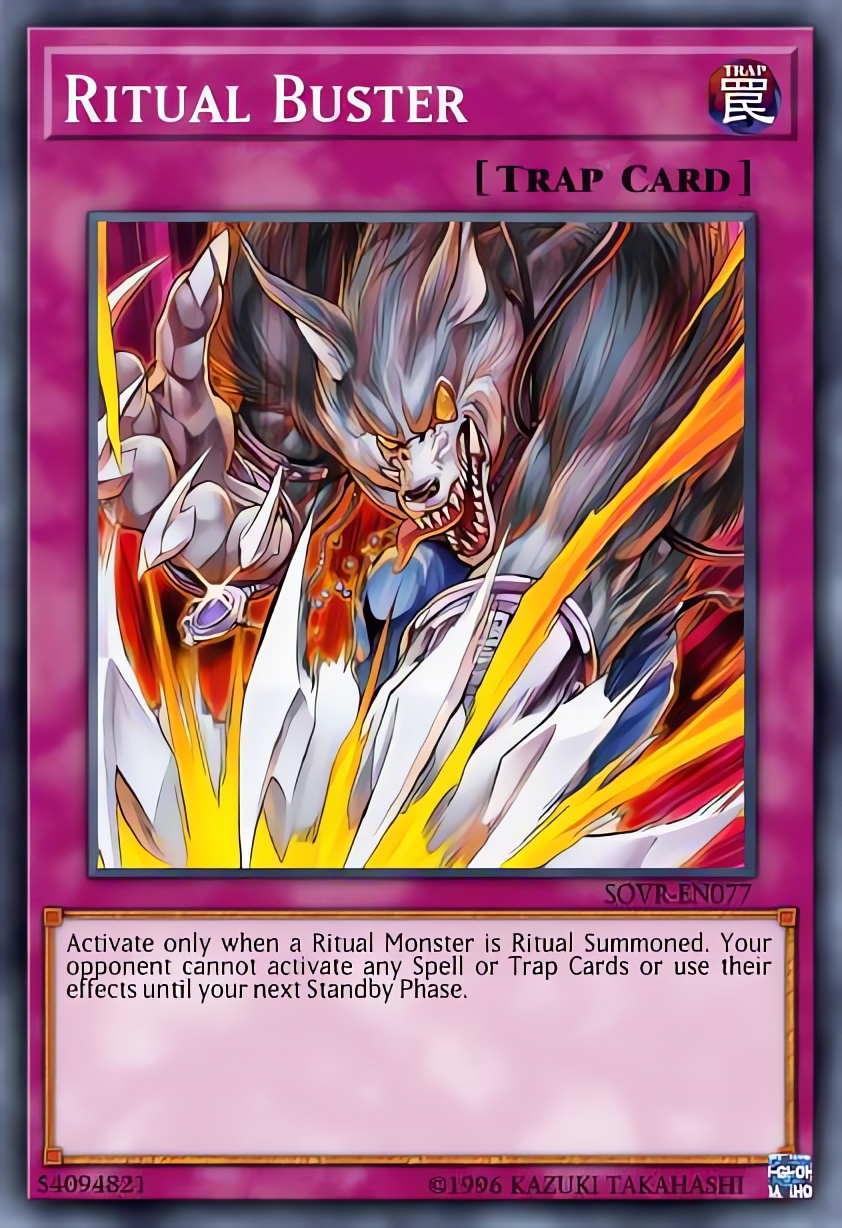 Ritual Buster
TRAP
罠
[Trap Card]
SOVR-EN077
Activate only when a Ritual Monster is Ritual Summoned. Your
opponent cannot activate any Spell or Trap Cards or use their
effects until your next Standby Phase.
54094821
©1996 KAZUKI TAKAHASHI